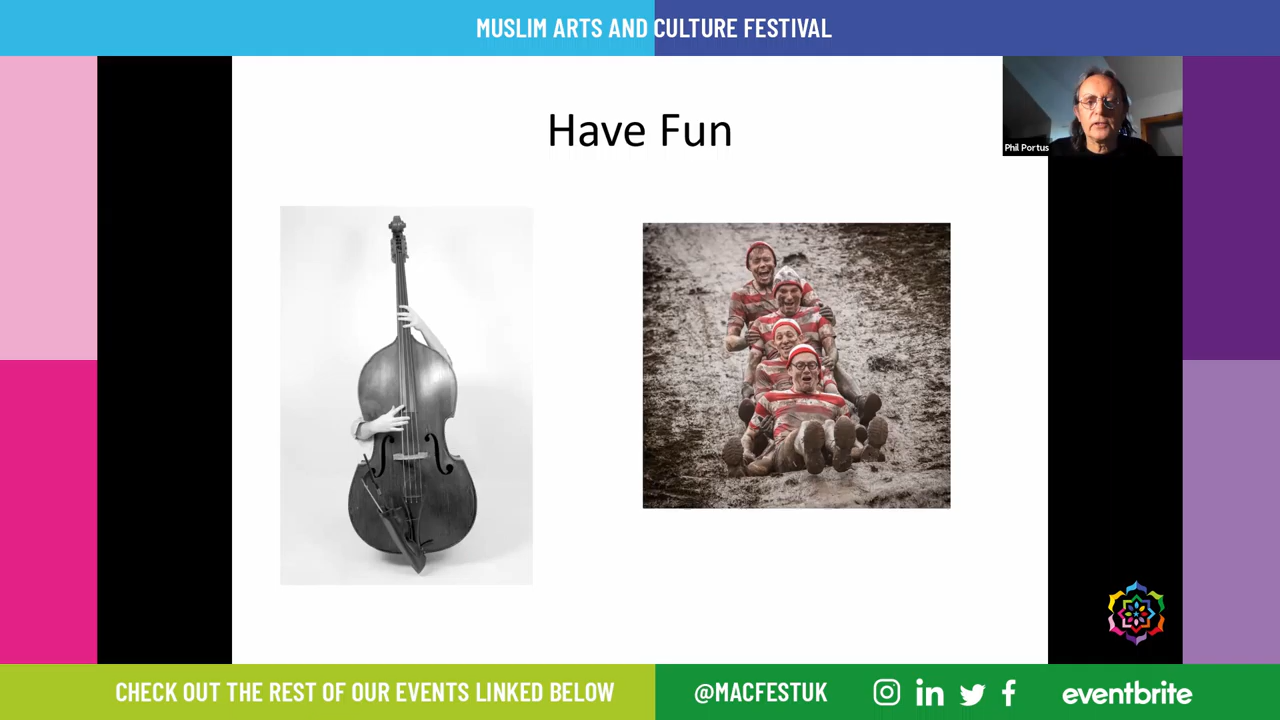 MUSLIM ARTS AND CULTURE FESTIVAL
Have Fun
Phil Portus
CHECK OUT THE REST OF OUR EVENTS LINKED BELOW
@MACFESTUK
eventbrite